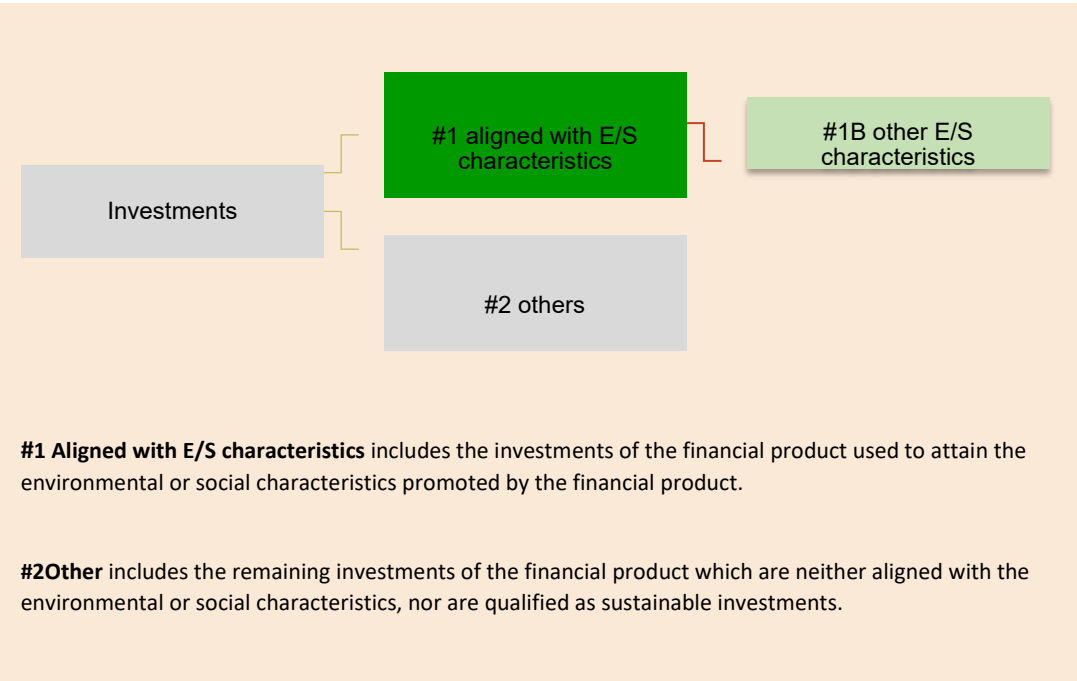 #1 aligned with E/S
characteristics
#1B other E/S
characteristics
Investments
#2 others
#1 Aligned with E/S characteristics includes the investments of the financial product used to attain the
environmental or social characteristics promoted by the financial product.
#2Other includes the remaining investments of the financial product which are neither aligned with the
environmental or social characteristics, nor are qualified as sustainable investments.